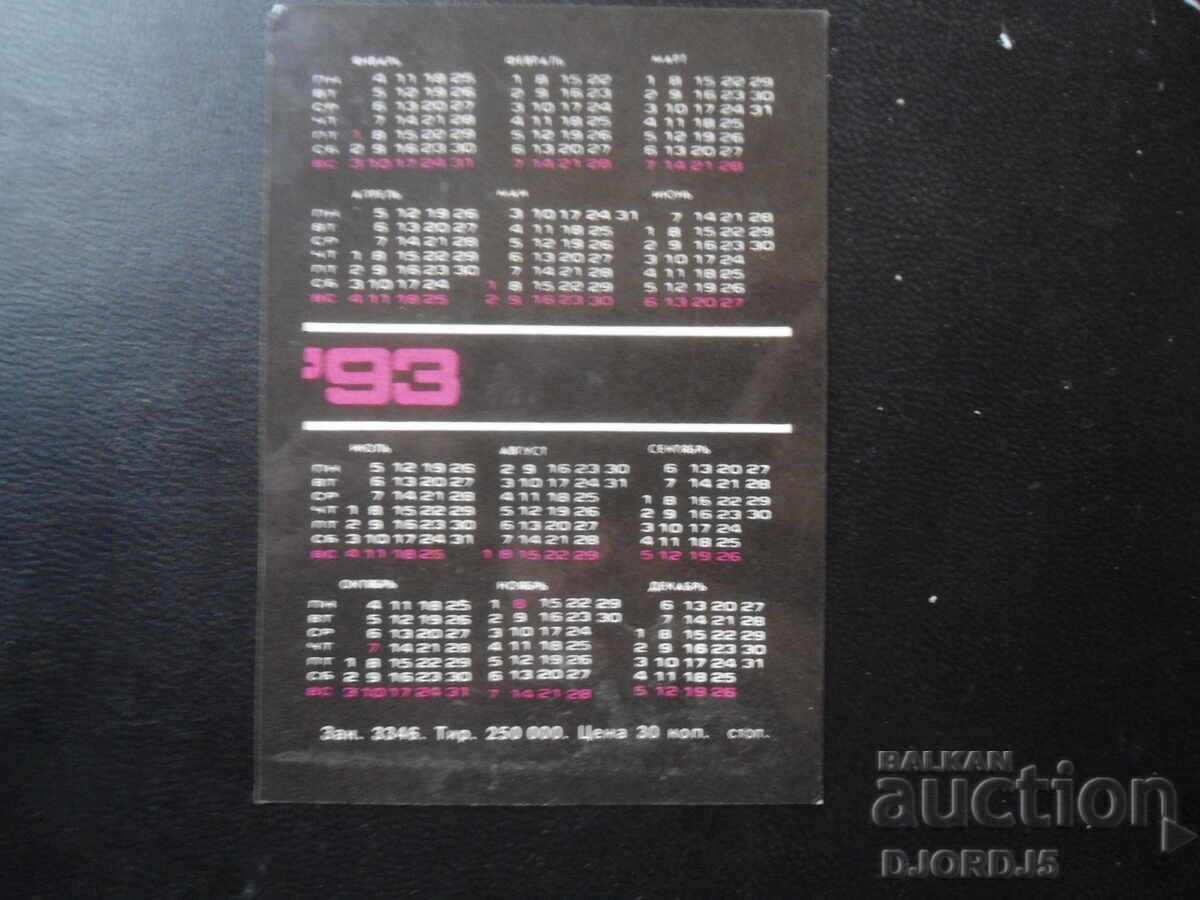 ЯНВАРЬ ФЕВРАЛЬ МАРТ
ПН 4 11 18 25 1 8 15 22 1 8 15 22 29
ВТ 5 12 19 26 2 9 16 23 2 9 16 23 30
СР 6 13 20 27 3 10 17 24 3 10 17 24 31
ЧТ 7 14 21 28 4 11 18 25 4 11 18 25
ПТ 1 8 15 22 29 5 12 19 26 5 12 19 26
СБ 2 9 16 23 30 6 13 20 27 6 13 20 27
ВС 3 10 17 24 31 7 14 21 28 7 14 21 28
АПРЕЛЬ МАЙ ИЮНЬ
ПН 5 12 19 26 3 10 17 24 31 7 14 21 28
ВТ 6 13 20 27 4 11 18 25 1 8 15 22 29
СР 7 14 21 28 5 12 19 26 2 9 16 23 30
ЧТ 1 8 15 22 29 6 13 20 27 3 10 17 24
ПТ 2 9 16 23 30 7 14 21 28 4 11 18 25
СБ 3 10 17 24 1 8 15 22 29 5 12 19 26
ВС 4 11 18 25 2 9 16 23 30 6 13 20 27
'93
ИЮЛЬ АВГУСТ СЕНТЯБРЬ
ПН 5 12 19 26 2 9 16 23 30 6 13 20 27
ВТ 6 13 20 27 3 10 17 24 31 7 14 21 28
СР 7 14 21 28 4 11 18 25 1 8 15 22 29
ЧТ 1 8 15 22 29 5 12 19 26 2 9 16 23 30
ПТ 2 9 16 23 30 6 13 20 27 3 10 17 24
СБ 3 10 17 24 31 7 14 21 28 4 11 18 25
ВС 4 11 18 25 1 8 15 22 29 5 12 19 26
ОКТЯБРЬ НОЯБРЬ ДЕКАБРЬ
ПН 4 11 18 25 1 8 15 22 29 6 13 20 27
ВТ 5 12 19 26 2 9 16 23 30 7 14 21 28
СР 6 13 20 27 3 10 17 24 1 8 15 22 29
ЧТ 7 14 21 28 4 11 18 25 2 9 16 23 30
ПТ 1 8 15 22 29 5 12 19 26 3 10 17 24 31
СБ 2 9 16 23 30 6 13 20 27 4 11 18 25
ВС 3 10 17 24 31 7 14 21 28 5 12 19 26
Зак. 3346. Тир. 250 000. Цена 30 коп. стоп.
BALKAN
auction
DJORDJ5